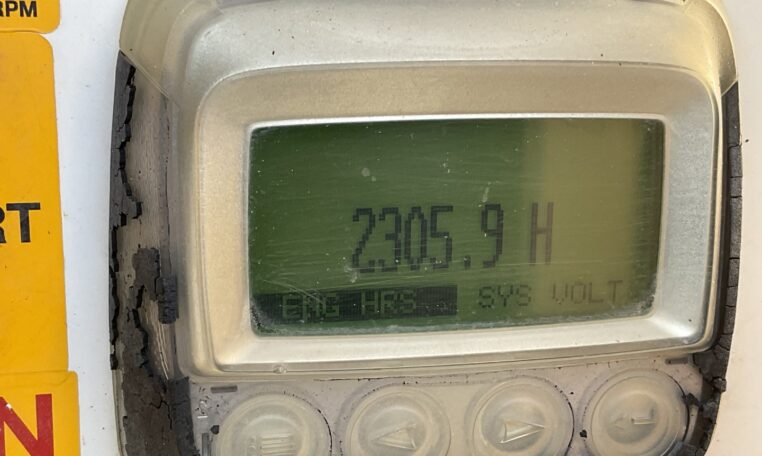 RPM
RT
2305.9 H
ENG HRS SYS VOLT
N